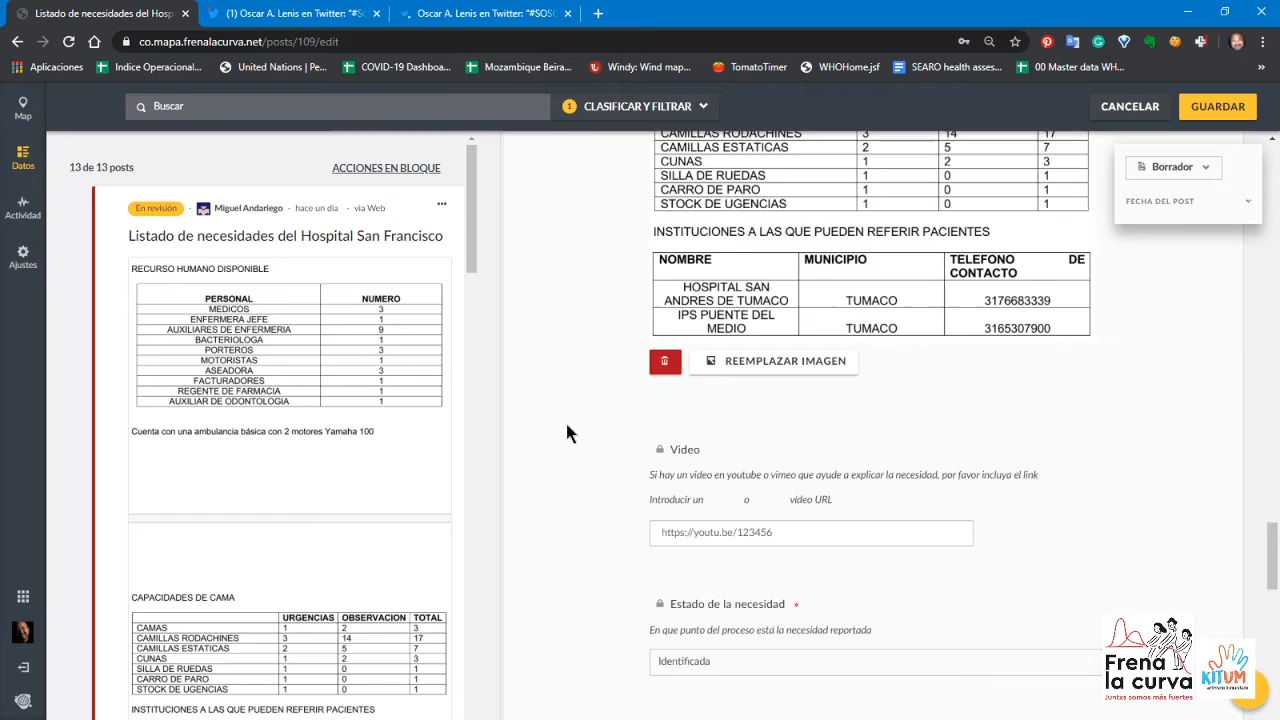 Listado de necesidades del Hosp
(1) Oscar A. Lenis en Twitter: "#SO
Oscar A. Lenis en Twitter: "#SOSC
co.mapa.frenalacurva.net/posts/109/edit
Aplicaciones
Indice Operacional...
United Nations | Pe...
COVID-19 Dashboa...
Mozambique Beira...
Windy: Wind map...
TomatoTimer
WHOHome.jsf
SEARO health asses...
00 Master data WH...
»
Map
Datos
Actividad
Ajustes
Buscar
1 CLASIFICAR Y FILTRAR
CANCELAR
GUARDAR
13 de 13 posts
ACCIONES EN BLOQUE
En revisión
Miguel Andariego
· hace un día
· via Web
Listado de necesidades del Hospital San Francisco
RECURSO HUMANO DISPONIBLE
PERSONAL NUMERO
MEDICOS 3
ENFERMERA JEFE 1
AUXILIARES DE ENFERMERIA 9
BACTERIOLOGA 1
PORTEROS 3
MOTORISTAS 1
ASEADORA 3
FACTURADORES 1
REGENTE DE FARMACIA 1
AUXILIAR DE ODONTOLOGIA 1
Cuenta con una ambulancia básica con 2 motores Yamaha 100
CAPACIDADES DE CAMA
URGENCIAS OBSERVACION TOTAL
CAMAS 1 2 3
CAMILLAS RODACHINES 3 14 17
CAMILLAS ESTATICAS 2 5 7
CUNAS 1 2 3
SILLA DE RUEDAS 1 0 1
CARRO DE PARO 1 0 1
STOCK DE UGENCIAS 1 0 1
INSTITUCIONES A LAS QUE PUEDEN REFERIR PACIENTES
CAMILLAS RODACHINES 3 14 17
CAMILLAS ESTATICAS 2 5 7
CUNAS 1 2 3
SILLA DE RUEDAS 1 0 1
CARRO DE PARO 1 0 1
STOCK DE UGENCIAS 1 0 1
INSTITUCIONES A LAS QUE PUEDEN REFERIR PACIENTES
NOMBRE MUNICIPIO TELEFONO DE
CONTACTO
HOSPITAL SAN
ANDRES DE TUMACO TUMACO 3176683339
IPS PUENTE DEL
MEDIO TUMACO 3165307900
REEMPLAZAR IMAGEN
Video
Si hay un video en youtube o vimeo que ayude a explicar la necesidad, por favor incluya el link
Introducir un o vídeo URL
https://youtu.be/123456
Estado de la necesidad *
En que punto del proceso está la necesidad reportada
Identificada
Borrador
FECHA DEL POST
Frena
la curva
Juntxs somos más fuertes
KITUM